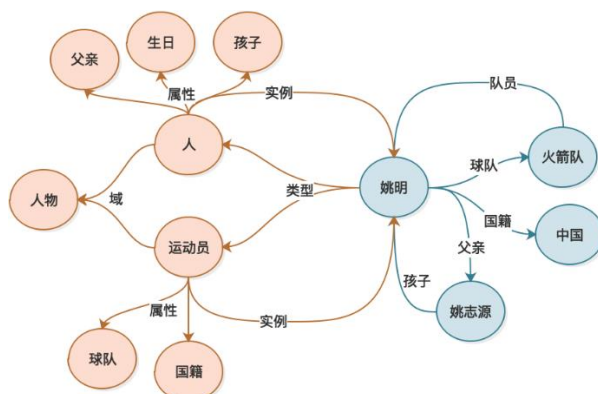 生日
孩子
父亲
属性
实例
队员
人
火箭队
球队
人物
域
类型
姚明
国籍
中国
运动员
父亲
孩子
属性
姚志源
实例
球队
国籍